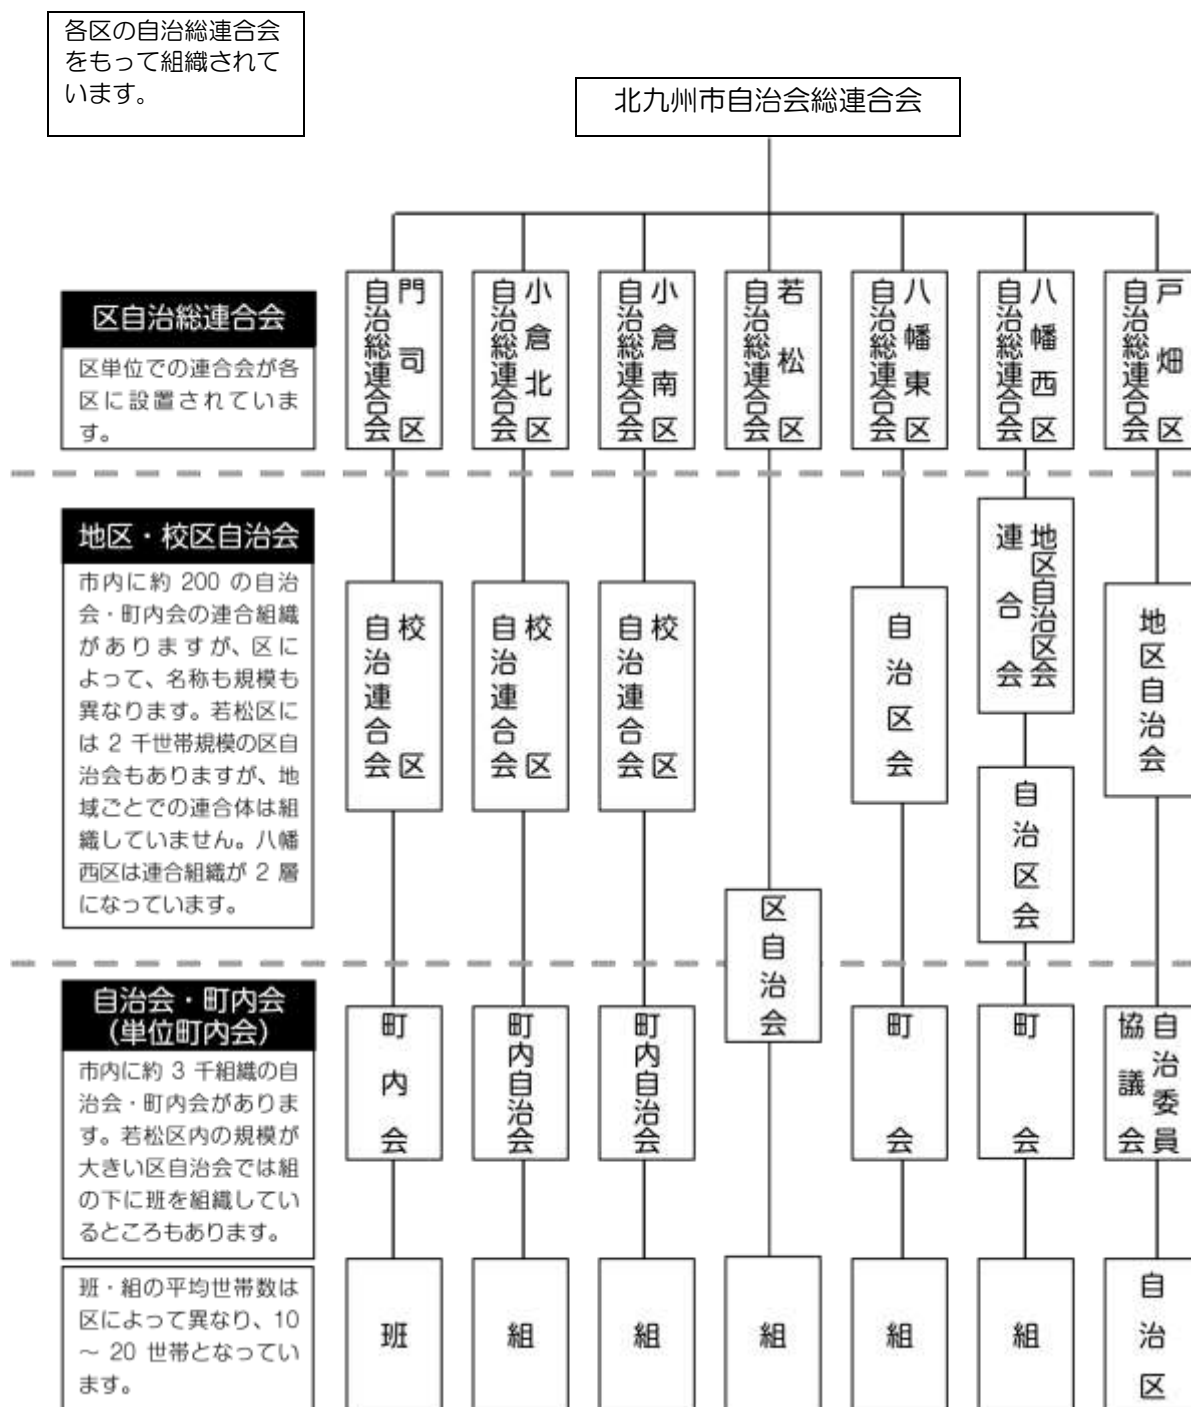 各区の自治総連合会
をもって組織されて
います。
北九州市自治会総連合会
区自治総連合会
区単位での連合会が各
区に設置されていま
す。
門司区
自治総連合会
小倉北区
自治総連合会
小倉南区
自治総連合会
若松区
自治総連合会
八幡東区
自治総連合会
八幡西区
自治総連合会
戸畑区
自治総連合会
地区・校区自治会
市内に約 200 の自治
会・町内会の連合組織
がありますが、区に
よって、名称も規模も
異なります。若松区に
は 2 千世帯規模の区自
治会もありますが、地
域ごとでの連合体は組
織していません。八幡
西区は連合組織が 2 層
になっています。
校区
自治連合会
校区
自治連合会
校区
自治連合会
区自治会
自治区会
地区自治区会
連合会
自治区会
地区自治会
自治会・町内会
(単位町内会)
市内に約 3 千組織の自
治会・町内会がありま
す。若松区内の規模が
大きい区自治会では組
の下に班を組織してい
るところもあります。
町内会
町内自治会
町内自治会
町会
町会
自治委員
協議会
班・組の平均世帯数は
区によって異なり、10
～ 20 世帯となってい
ます。
班
組
組
組
組
組
自治区